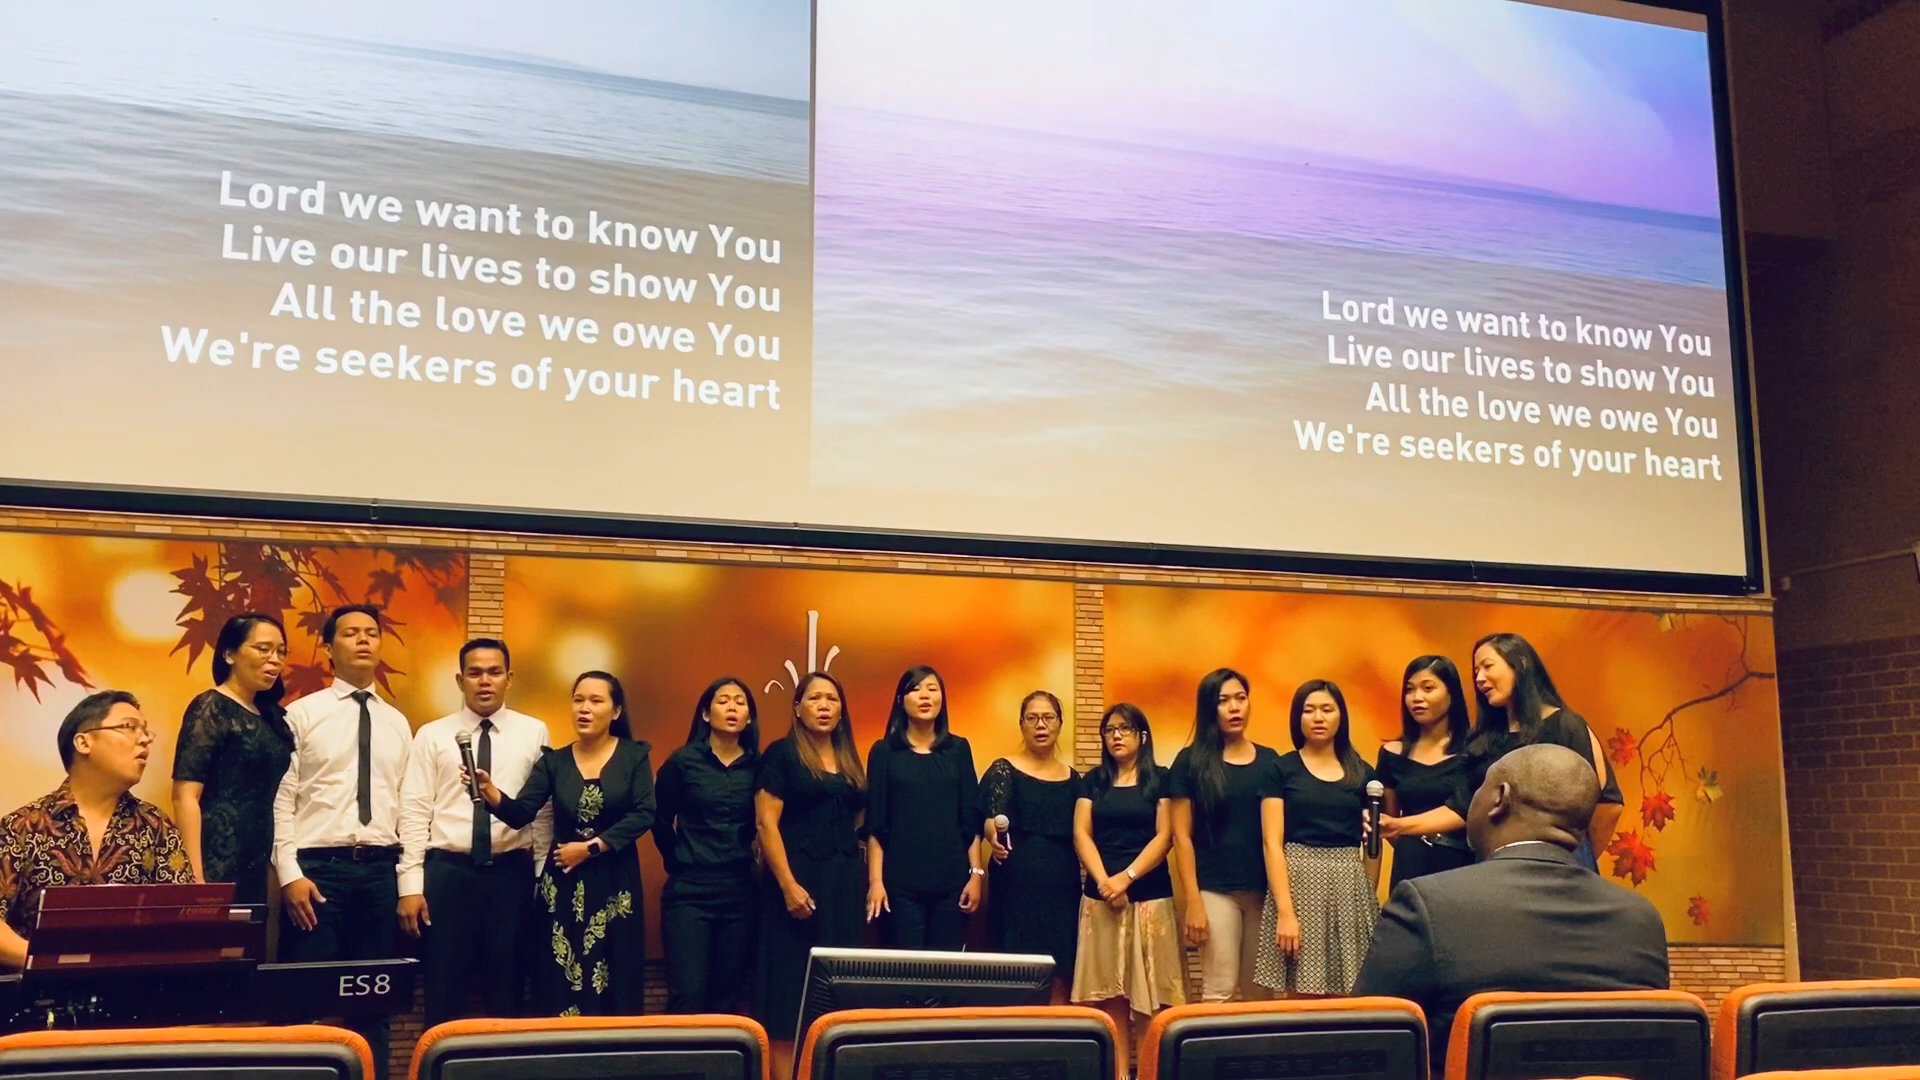 Lord we want to know You
Live our lives to show You
All the love we owe You
We're seekers of your heart
Lord we want to know You
Live our lives to show You
All the love we owe You
We're seekers of your heart
ES8